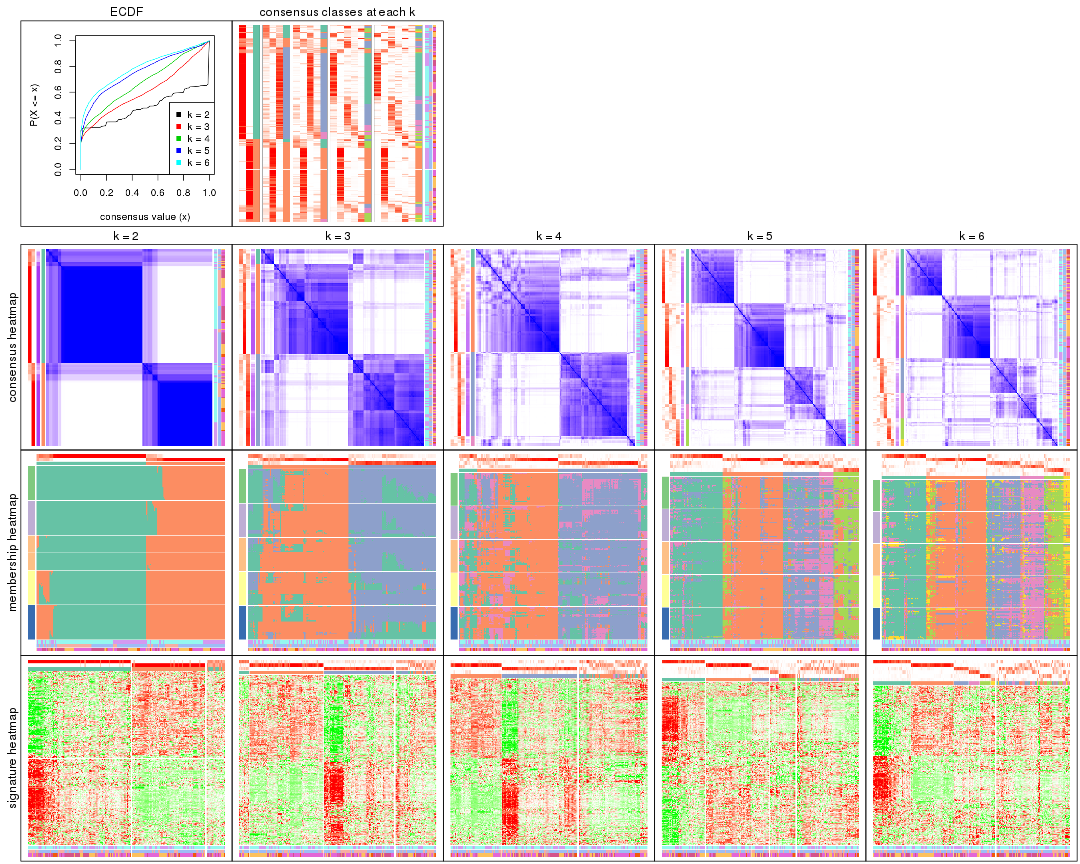 ECDF
consensus classes at each k
P(X <= x)
0.0 0.2 0.4 0.6 0.8 1.0
k = 2
k = 3
k = 4
k = 5
k = 6
0.0 0.2 0.4 0.6 0.8 1.0
consensus value (x)
k = 2
k = 3
k = 4
k = 5
k = 6
consensus heatmap
membership heatmap
signature heatmap